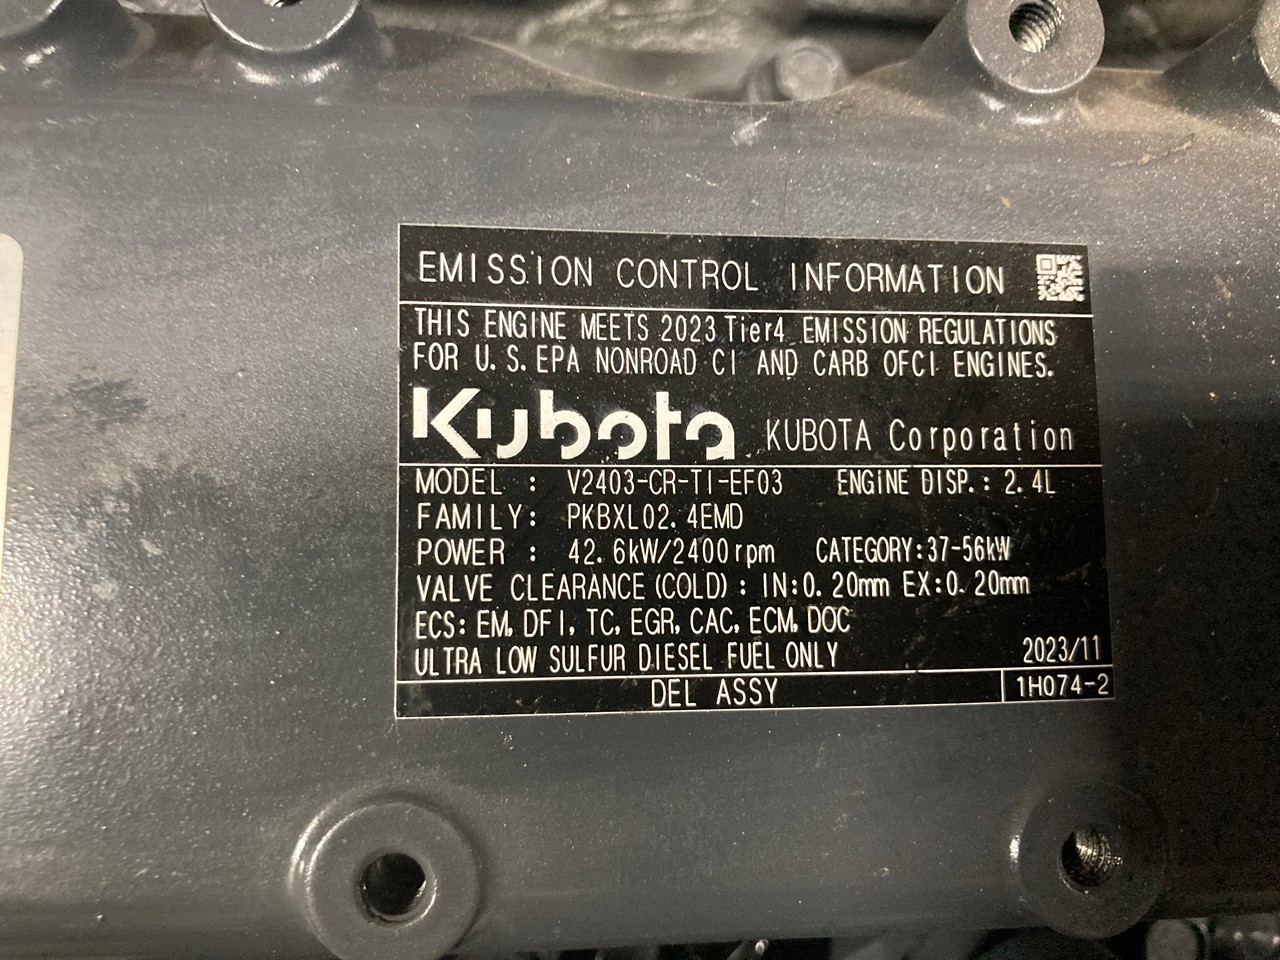 EMISSION CONTROL INFORMATION
THIS ENGINE MEETS 2023 Tier4 EMISSION REGULATIONS
FOR U.S. EPA NONROAD CI AND CARB OFCI ENGINES.
Kubota KUBOTA Corporation
MODEL : V2403-CR-TI-EF03 ENGINE DISP.: 2.4L
FAMILY: PKBXL02.4EMD
POWER : 42.6kW/2400rpm CATEGORY:37-56kW
VALVE CLEARANCE(COLD): IN:0.20mm EX:0.20mm
ECS: EM, DFI, TC, EGR, CAC, ECM, DOC
ULTRA LOW SULFUR DIESEL FUEL ONLY 2023/11
DEL ASSY 1H074-2